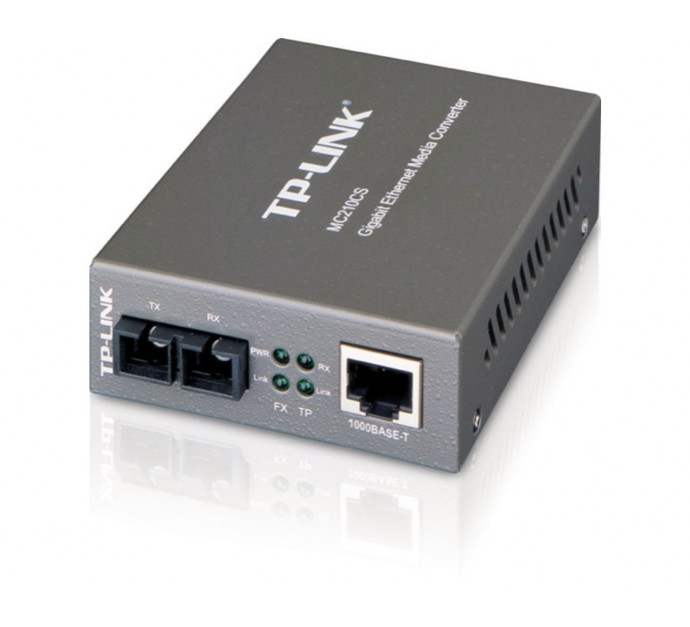 TP-LINK®
MC210CS
Gigabit Ethernet Media Converter
TP-LINK
TX
RX
PWR
RX
Link
Link
FX TP
1000BASE-T